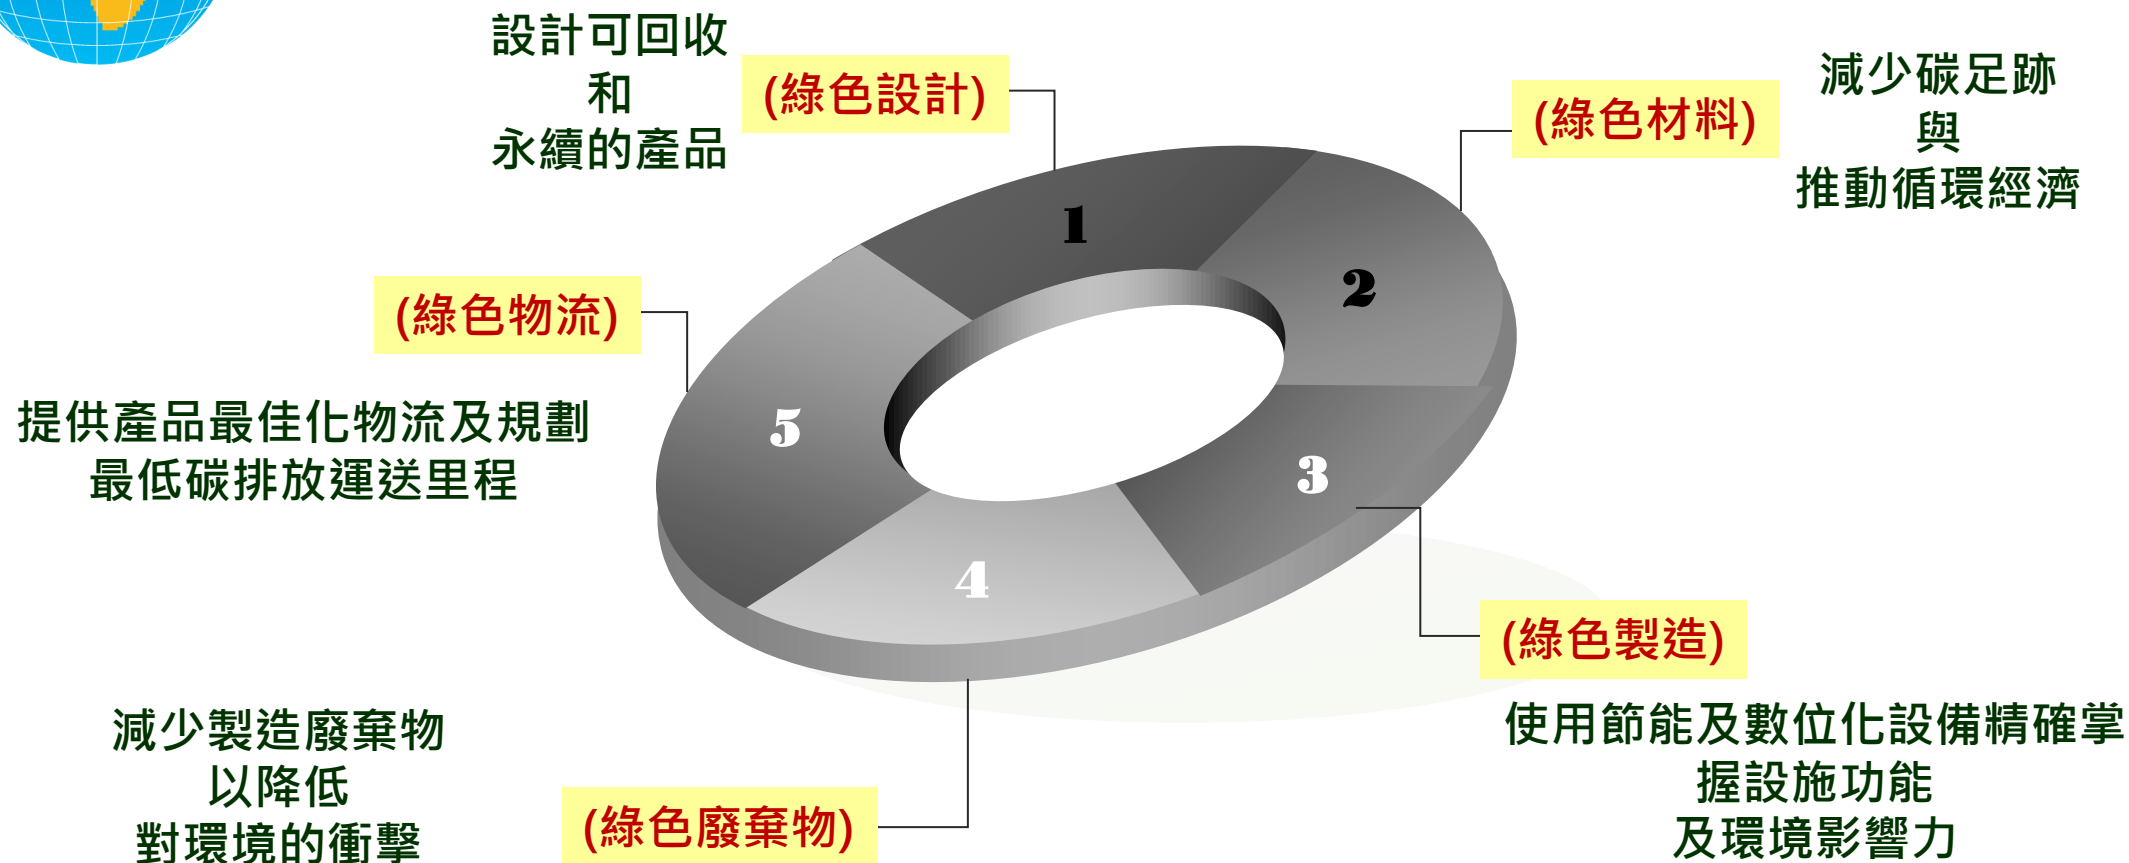 設計可回收
和
永續的產品
(綠色設計)
(綠色材料)
減少碳足跡
與
推動循環經濟
1
2
(綠色物流)
提供產品最佳化物流及規劃
最低碳排放運送里程
5
3
4
(綠色製造)
使用節能及數位化設備精確掌
握設施功能
及環境影響力
減少製造廢棄物
以降低
對環境的衝擊
(綠色廢棄物)